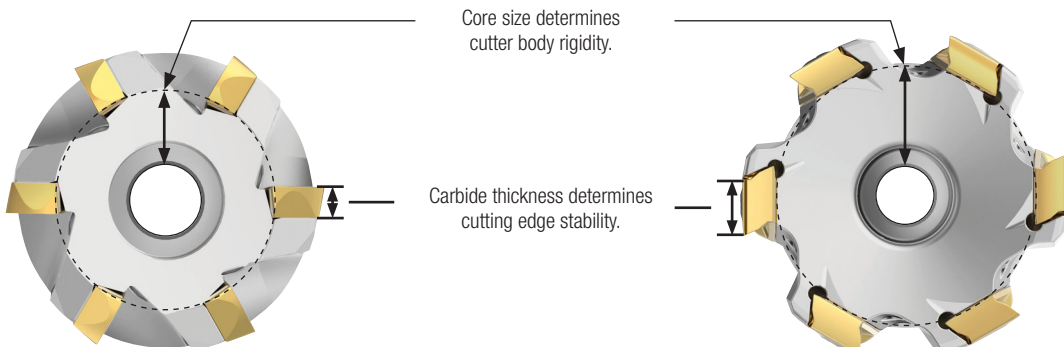 Core size determines
cutter body rigidity.
Carbide thickness determines
cutting edge stability.